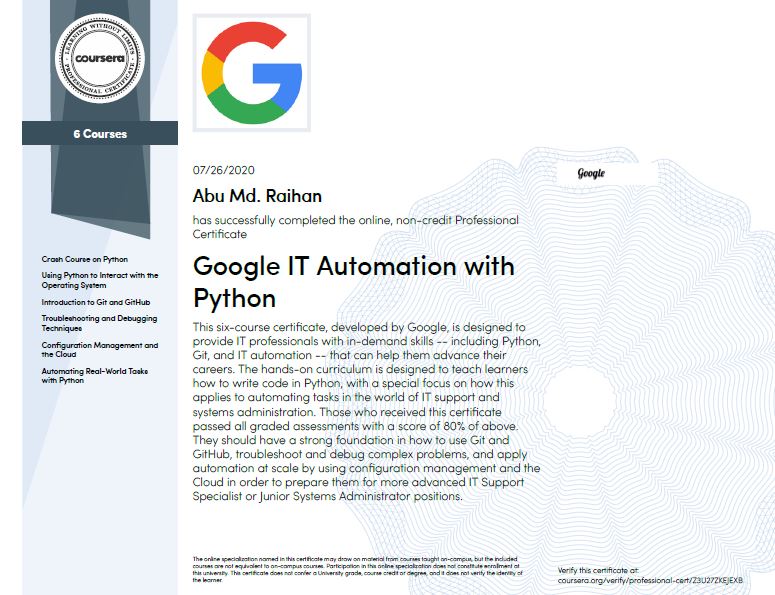 LEARNING WITHOUT LIMITS
coursera
PROFESSIONAL CERTIFICATE
6 Courses
Crash Course on Python
Using Python to Interact with the
Operating System
Introduction to Git and GitHub
Troubleshooting and Debugging
Techniques
Configuration Management and
the Cloud
Automating Real-World Tasks
with Python
G
07/26/2020
Google
Abu Md. Raihan
has successfully completed the online, non-credit Professional
Certificate
Google IT Automation with
Python
This six-course certificate, developed by Google, is designed to
provide IT professionals with in-demand skills -- including Python,
Git, and IT automation -- that can help them advance their
careers. The hands-on curriculum is designed to teach learners
how to write code in Python, with a special focus on how this
applies to automating tasks in the world of IT support and
systems administration. Those who received this certificate
passed all graded assessments with a score of 80% of above.
They should have a strong foundation in how to use Git and
GitHub, troubleshoot and debug complex problems, and apply
automation at scale by using configuration management and the
Cloud in order to prepare them for more advanced IT Support
Specialist or Junior Systems Administrator positions.
The online specialization named in this certificate may draw on material from courses taught on-campus, but the included
courses are not equivalent to on-campus courses. Participation in this online specialization does not constitute enrollment at
this university. This certificate does not confer a University grade, course credit or degree, and it does not verify the identity of
the learner.
Verify this certificate at:
coursera.org/verify/professional-cert/Z3U27ZKEJEXB